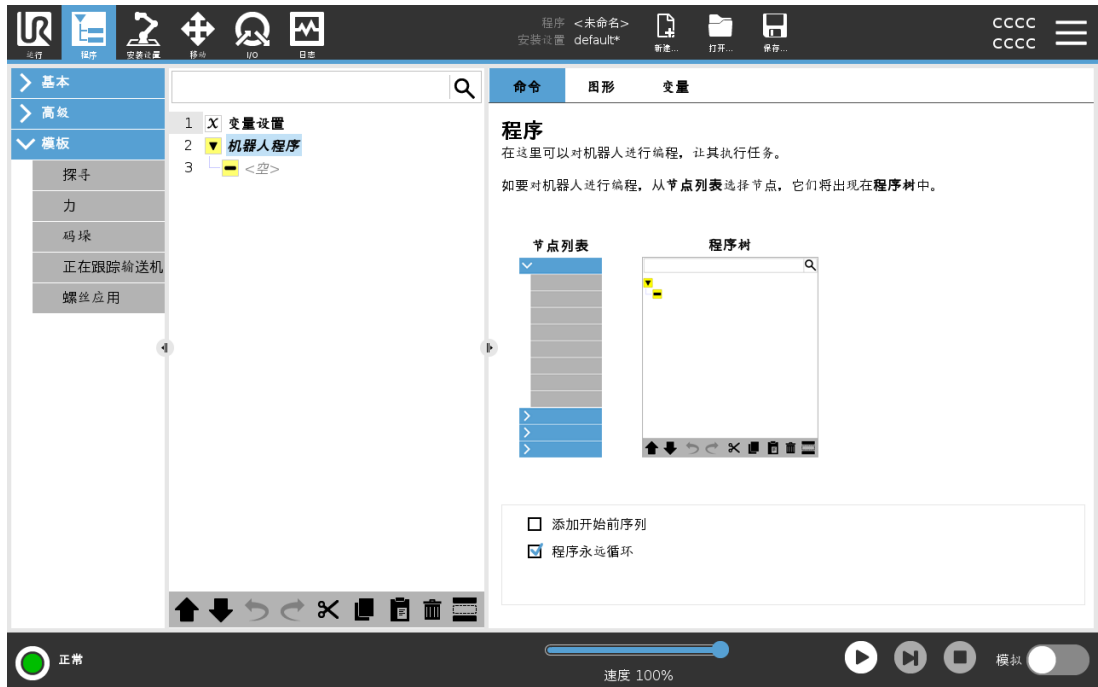 UR
运行 程序 安装设置 移动 I/O 日志
程序 <未命名>
安装设置 default*
新建... 打开... 保存...
CCCC
CCCC
基本
高级
模板
探寻
力
码垛
正在跟踪输送机
螺丝应用
1 x 变量设置
2 机器人程序
3 <空>
命令 图形 变量
程序
在这里可以对机器人进行编程，让其执行任务。
如要对机器人进行编程，从节点列表选择节点，它们将出现在程序树中。
节点列表 程序树
添加开始前序列
程序永远循环
正常
速度 100%
模拟